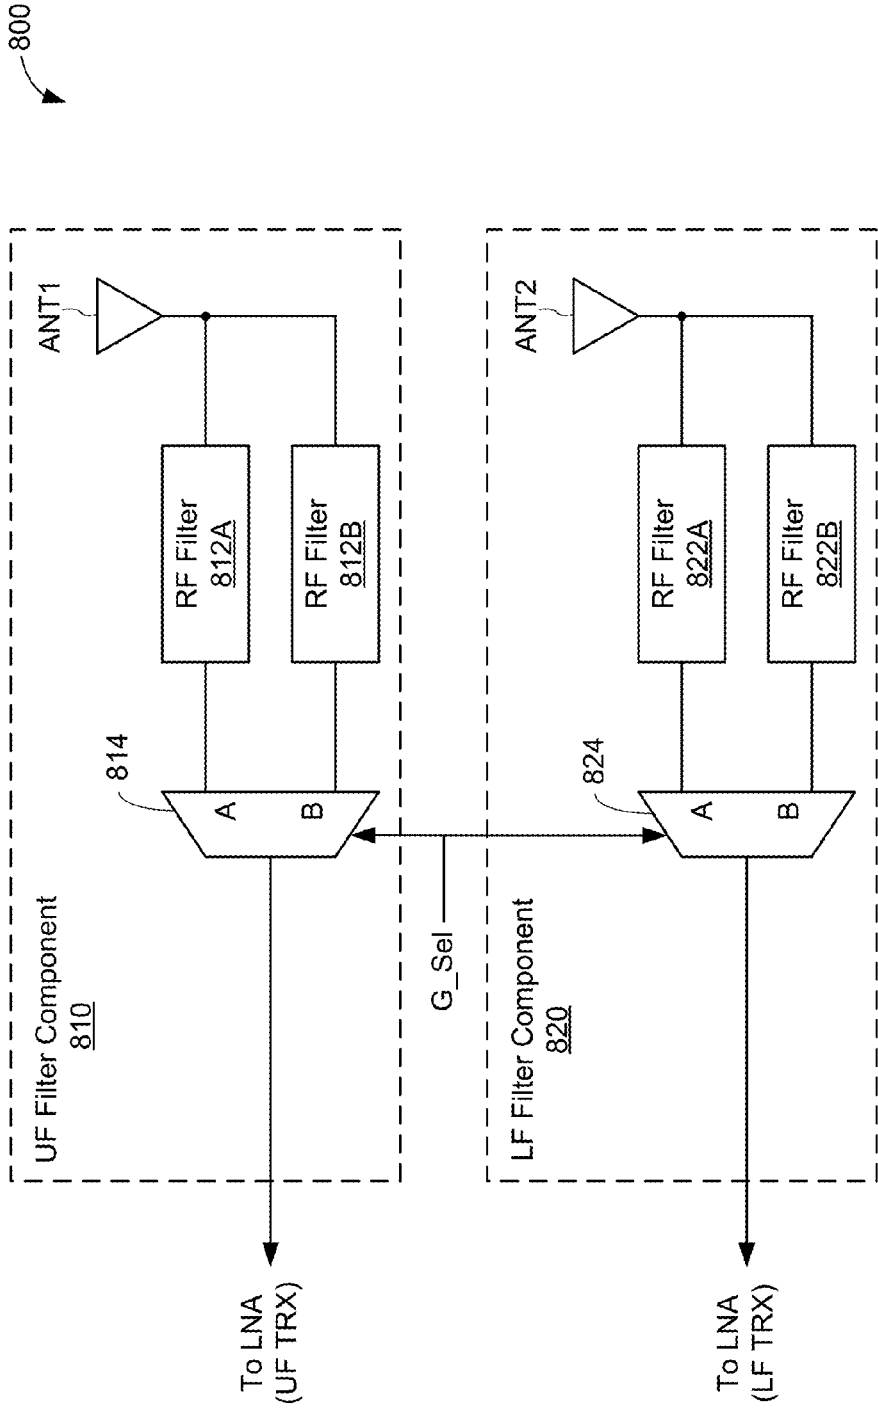 800
UF Filter Component
810
To LNA
(UF TRX)
814
A
B
RF Filter
812A
RF Filter
812B
ANT1
G_Sel
LF Filter Component
820
To LNA
(LF TRX)
824
A
B
RF Filter
822A
RF Filter
822B
ANT2